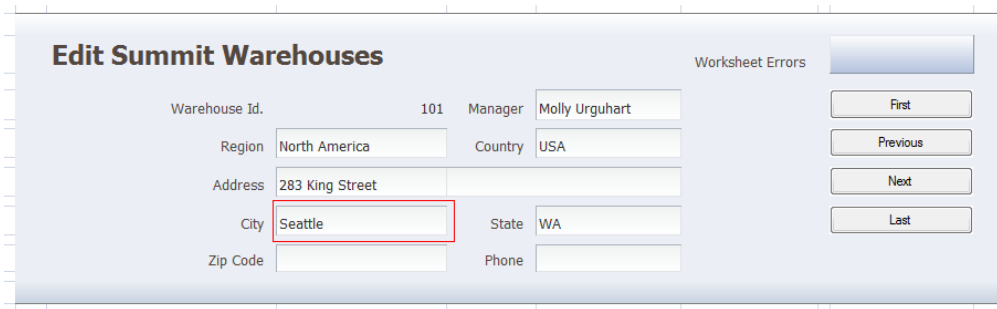 Edit Summit Warehouses
Worksheet Errors
Warehouse Id. 101 Manager Molly Urguhart First
Region North America Country USA Previous
Address 283 King Street Next
City Seattle State WA Last
Zip Code Phone